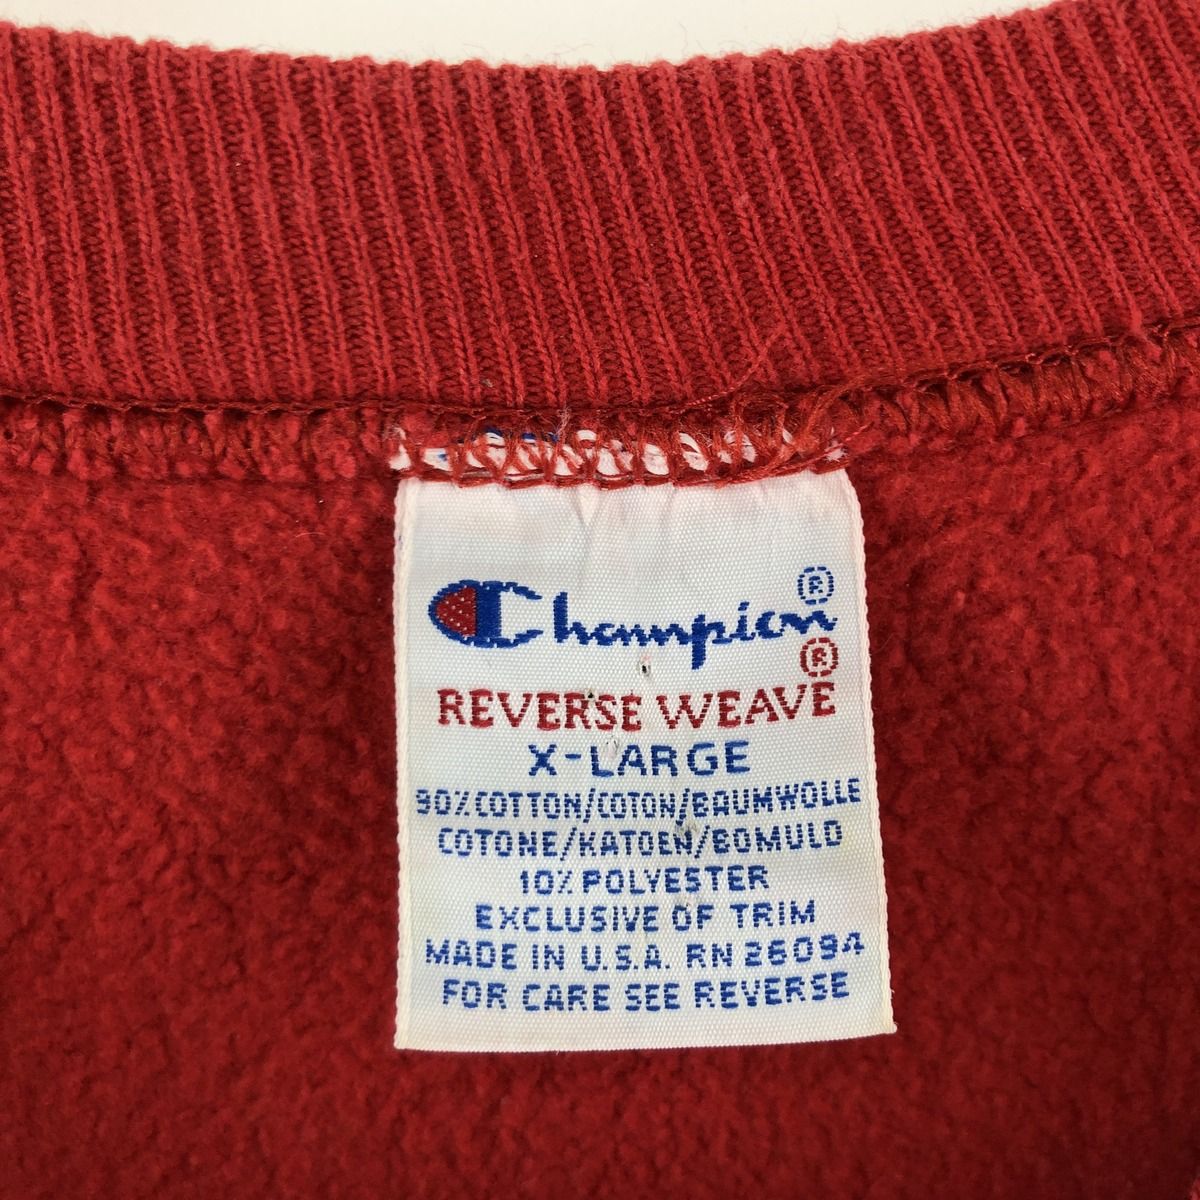 Champion®
REVERSE WEAVE®
X-LARGE
90% COTTON/COTON/BAUMWOLLE
COTONE/KATOEN/BOMULD
10% POLYESTER
EXCLUSIVE OF TRIM
MADE IN U.S.A. RN 26094
FOR CARE SEE REVERSE